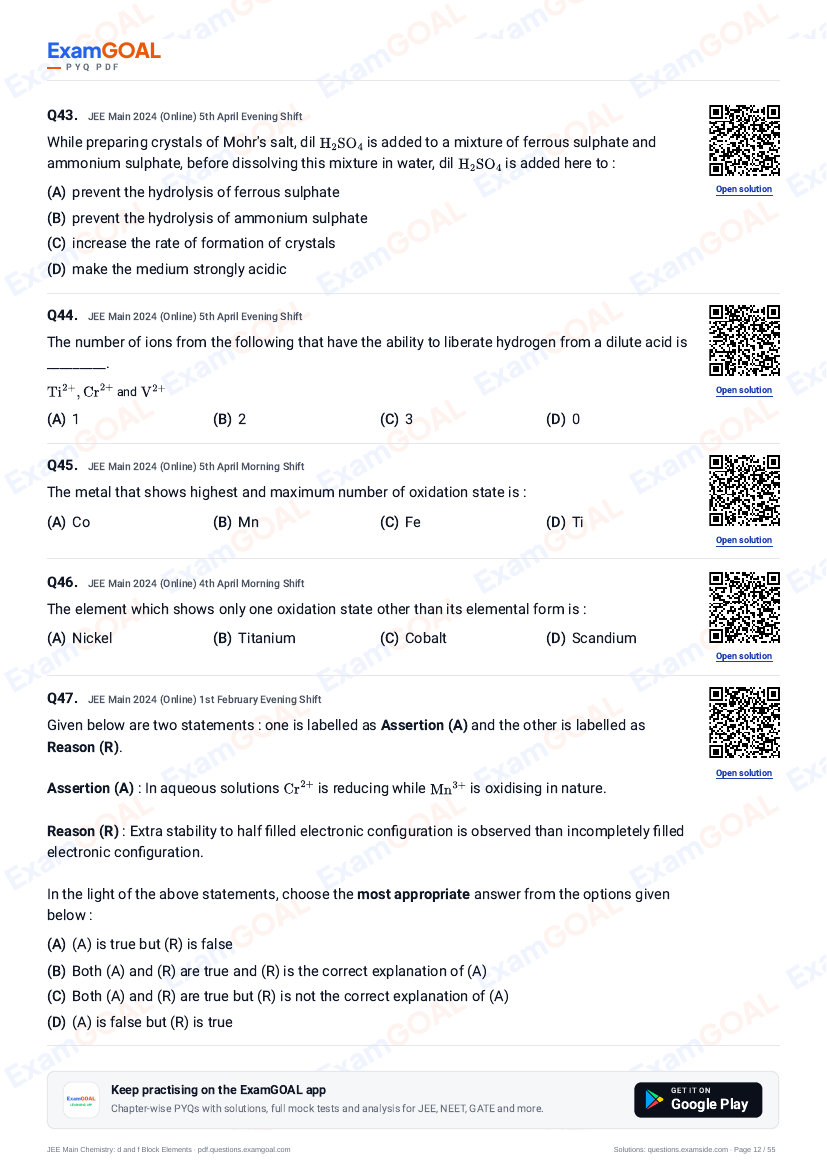 ExamGOAL
PYQ PDF
Q43. JEE Main 2024 (Online) 5th April Evening Shift
While preparing crystals of Mohr's salt, dil H₂SO₄ is added to a mixture of ferrous sulphate and
ammonium sulphate, before dissolving this mixture in water, dil H₂SO₄ is added here to :
Open solution
(A) prevent the hydrolysis of ferrous sulphate
(B) prevent the hydrolysis of ammonium sulphate
(C) increase the rate of formation of crystals
(D) make the medium strongly acidic
Q44. JEE Main 2024 (Online) 5th April Evening Shift
The number of ions from the following that have the ability to liberate hydrogen from a dilute acid is
_________.
Ti²⁺, Cr²⁺ and V²⁺
Open solution
(A) 1 (B) 2 (C) 3 (D) 0
Q45. JEE Main 2024 (Online) 5th April Morning Shift
The metal that shows highest and maximum number of oxidation state is :
(A) Co (B) Mn (C) Fe (D) Ti
Open solution
Q46. JEE Main 2024 (Online) 4th April Morning Shift
The element which shows only one oxidation state other than its elemental form is :
(A) Nickel (B) Titanium (C) Cobalt (D) Scandium
Open solution
Q47. JEE Main 2024 (Online) 1st February Evening Shift
Given below are two statements : one is labelled as Assertion (A) and the other is labelled as
Reason (R).
Open solution
Assertion (A) : In aqueous solutions Cr²⁺ is reducing while Mn³⁺ is oxidising in nature.
Reason (R) : Extra stability to half filled electronic configuration is observed than incompletely filled
electronic configuration.
In the light of the above statements, choose the most appropriate answer from the options given
below :
(A) (A) is true but (R) is false
(B) Both (A) and (R) are true and (R) is the correct explanation of (A)
(C) Both (A) and (R) are true but (R) is not the correct explanation of (A)
(D) (A) is false but (R) is true
ExamGOAL
Keep practising on the ExamGOAL app
Chapter-wise PYQs with solutions, full mock tests and analysis for JEE, NEET, GATE and more.
GET IT ON
Google Play
JEE Main Chemistry: d and f Block Elements · pdf.questions.examgoal.com
Solutions: questions.examside.com · Page 12 / 55